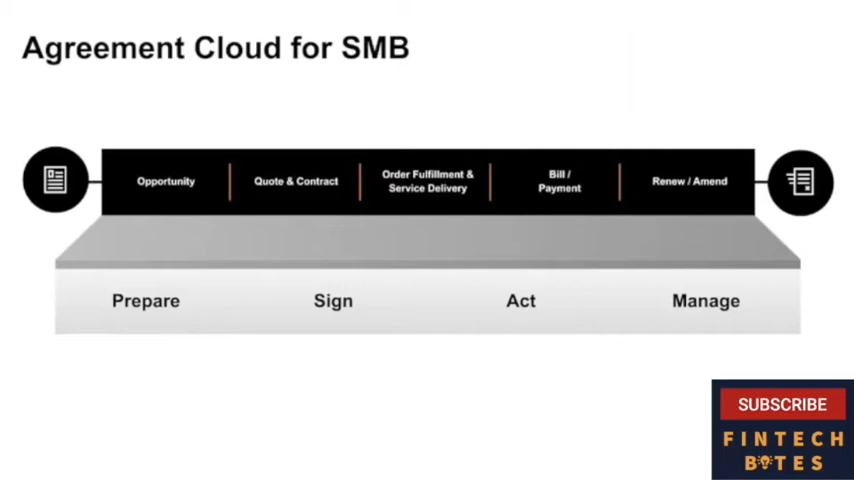 Agreement Cloud for SMB
Opportunity
Quote & Contract
Order Fulfillment &
Service Delivery
Bill /
Payment
Renew / Amend
Prepare
Sign
Act
Manage
SUBSCRIBE
FINTECH
BITES